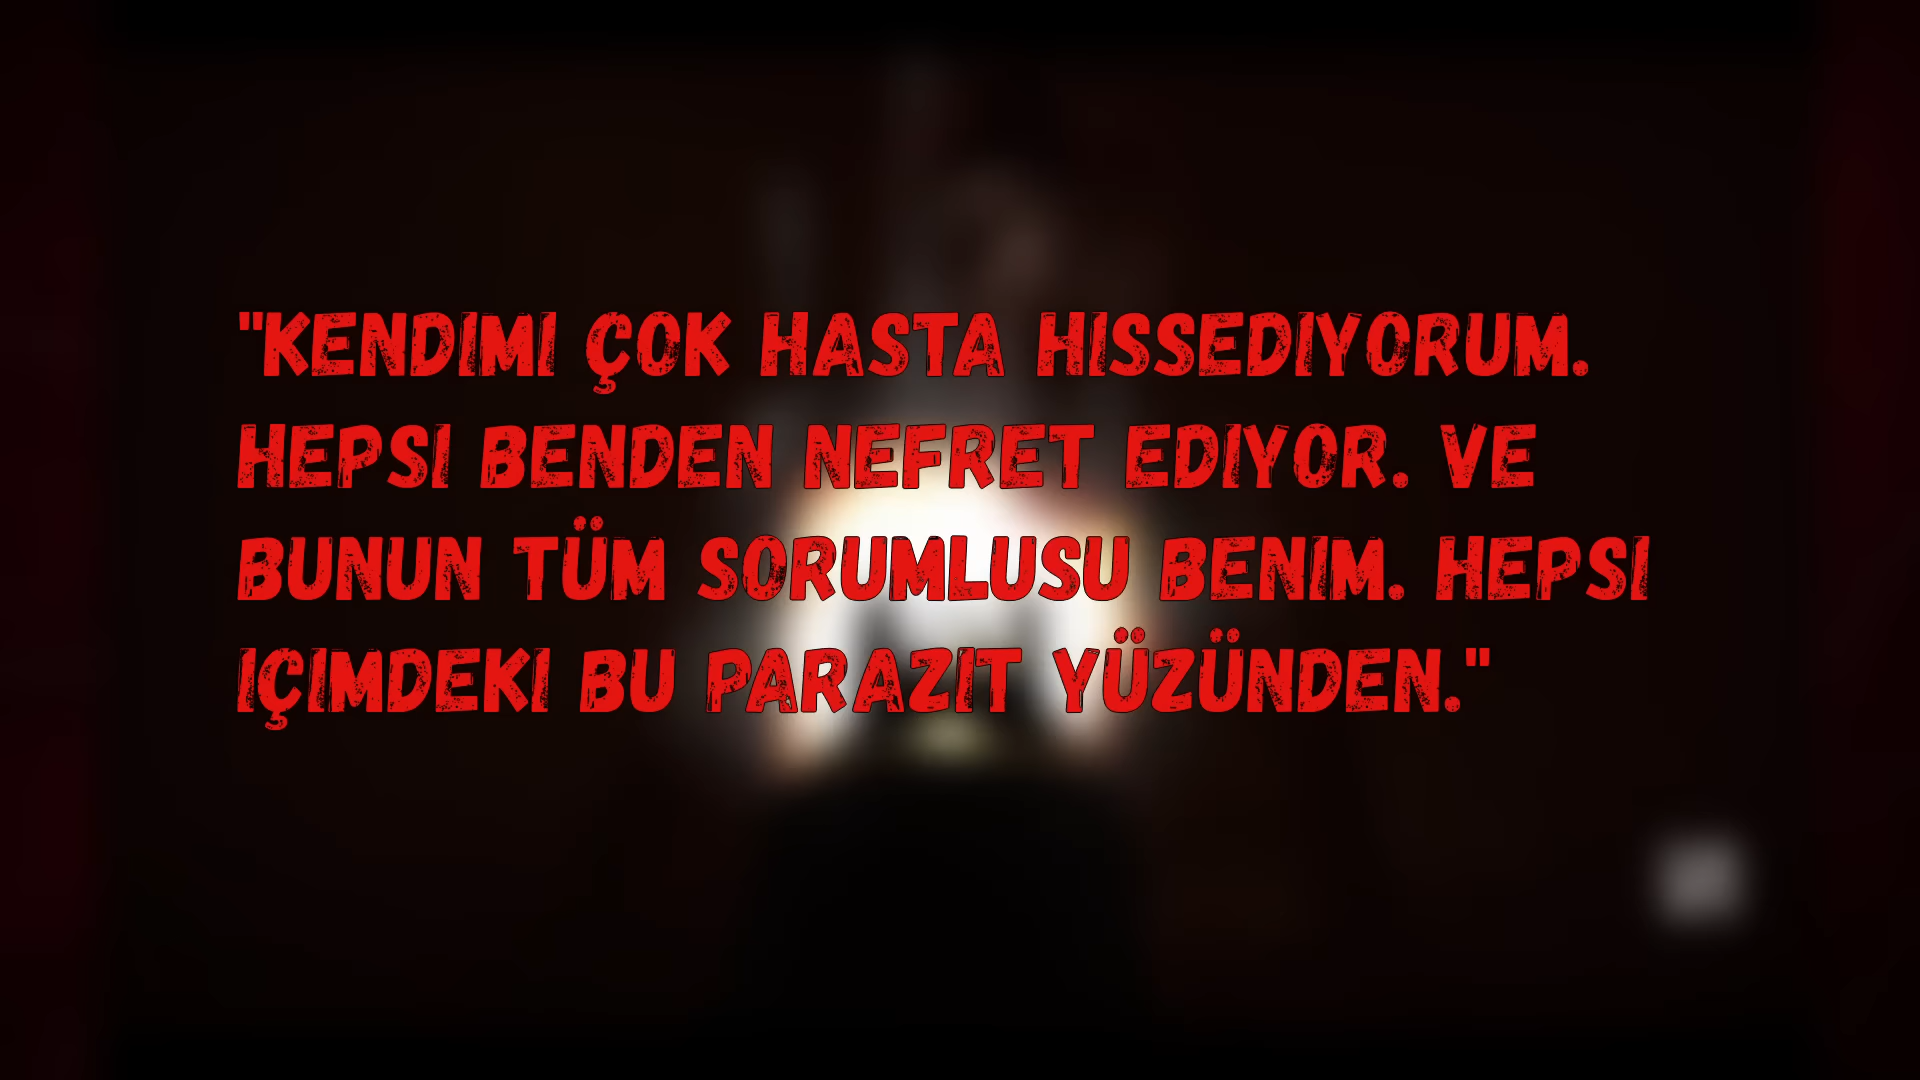 "KENDIMI ÇOK HASTA HISSEDIYORUM.
HEPSI BENDEN NEFRET EDIYOR. VE
BUNUN TÜM SORUMLUSU BENIM. HEPSI
IÇIMDEKI BU PARAZIT YÜZÜNDEN."